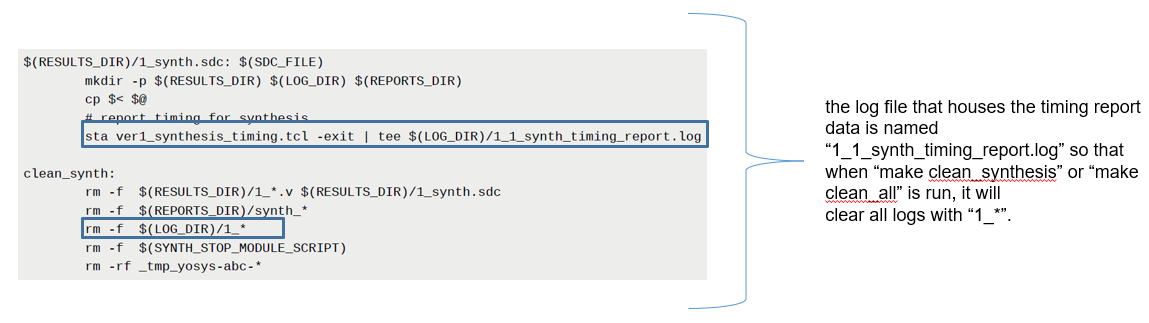 $(RESULTS_DIR)/1_synth.sdc: $(SDC_FILE)
mkdir -p $(RESULTS_DIR) $(LOG_DIR) $(REPORTS_DIR)
cp $< $@
# report timing for synthesis
sta ver1_synthesis_timing.tcl -exit | tee $(LOG_DIR)/1_1_synth_timing_report.log
clean_synth:
rm -f  $(RESULTS_DIR)/1_*.v $(RESULTS_DIR)/1_synth.sdc
rm -f  $(REPORTS_DIR)/synth_*
rm -f  $(LOG_DIR)/1_*
rm -f  $(SYNTH_STOP_MODULE_SCRIPT)
rm -rf _tmp_yosys-abc-*
the log file that houses the timing report
data is named
“1_1_synth_timing_report.log” so that
when “make clean_synthesis” or “make
clean_all” is run, it will
clear all logs with “1_*”.